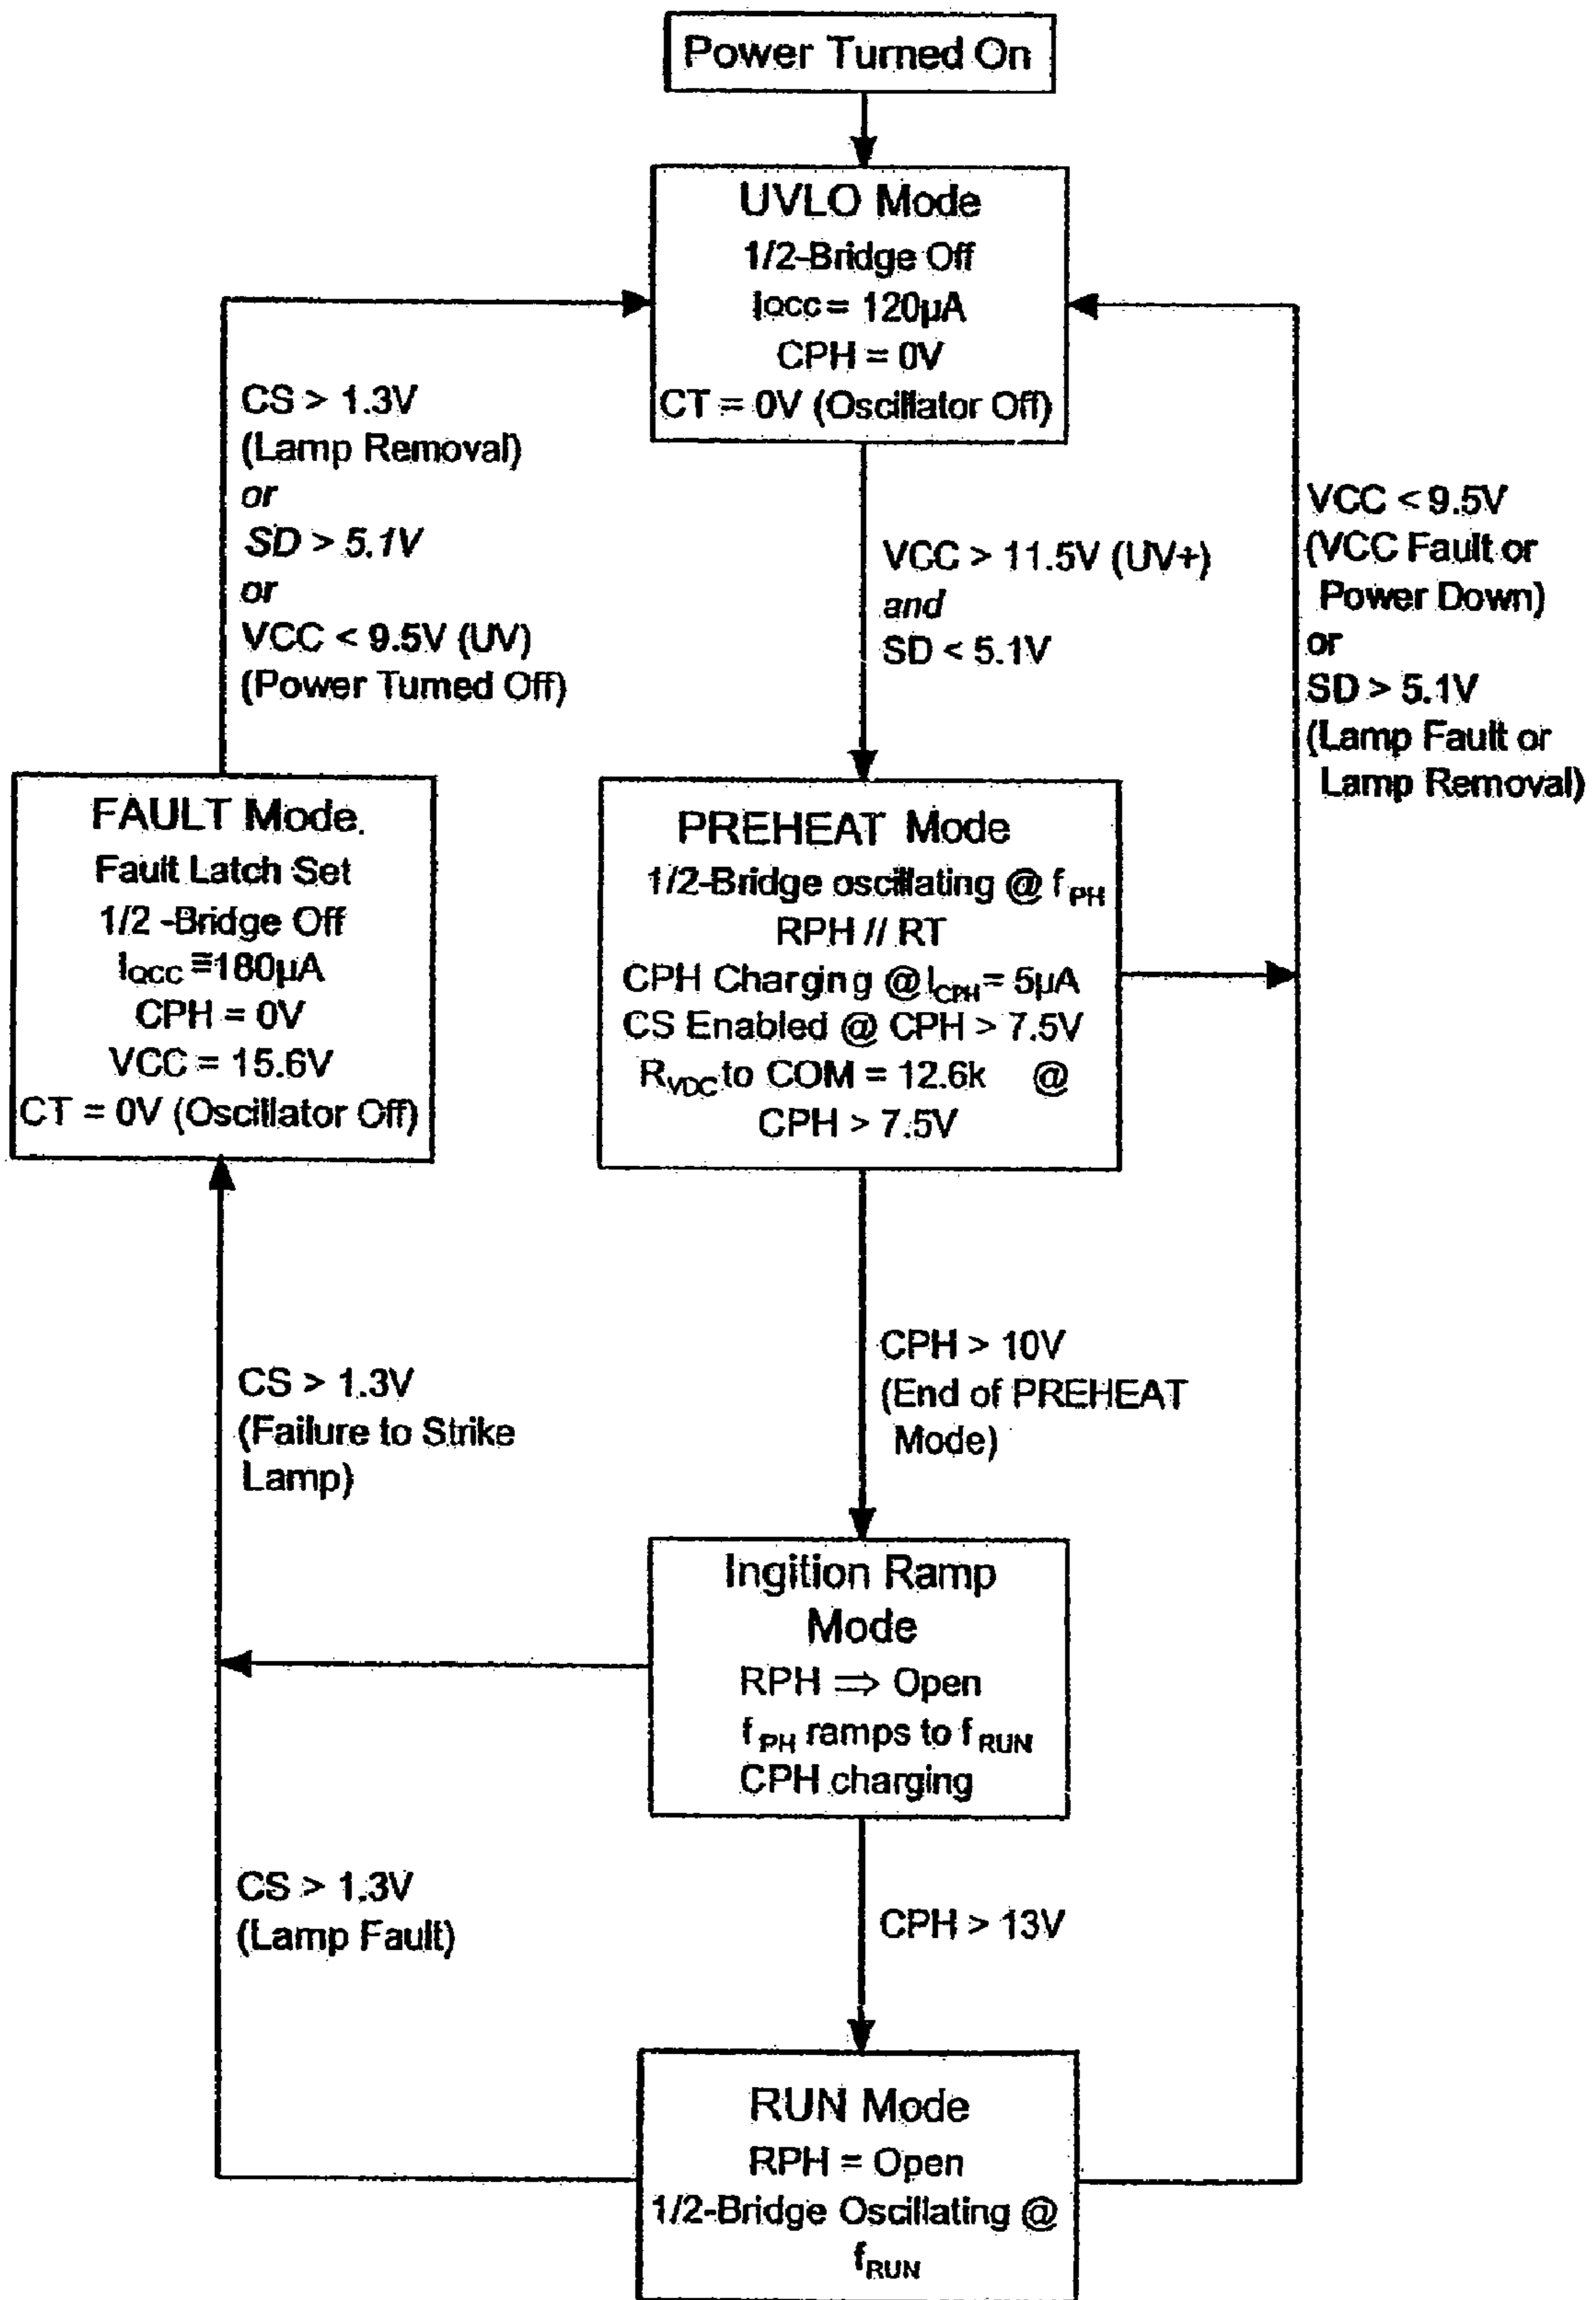 Power Turned On
UVLO Mode
1/2-Bridge Off
IQCC = 120µA
CPH = 0V
CT = 0V (Oscillator Off)
CS > 1.3V
(Lamp Removal)
or
SD > 5.1V
or
VCC < 9.5V (UV)
(Power Turned Off)
VCC > 11.5V (UV+)
and
SD < 5.1V
VCC < 9.5V
(VCC Fault or
Power Down)
or
SD > 5.1V
(Lamp Fault or
Lamp Removal)
FAULT Mode.
Fault Latch Set
1/2 -Bridge Off
IQCC ≅180µA
CPH = 0V
VCC = 15.6V
CT = 0V (Oscillator Off)
PREHEAT Mode
1/2-Bridge oscillating @ fPH
RPH // RT
CPH Charging @ ICPH = 5µA
CS Enabled @ CPH > 7.5V
RVDC to COM = 12.6k @
CPH > 7.5V
CS > 1.3V
(Failure to Strike
Lamp)
CPH > 10V
(End of PREHEAT
Mode)
Ingition Ramp
Mode
RPH ⇒ Open
fPH ramps to fRUN
CPH charging
CS > 1.3V
(Lamp Fault)
CPH > 13V
RUN Mode
RPH = Open
1/2-Bridge Oscillating @
fRUN